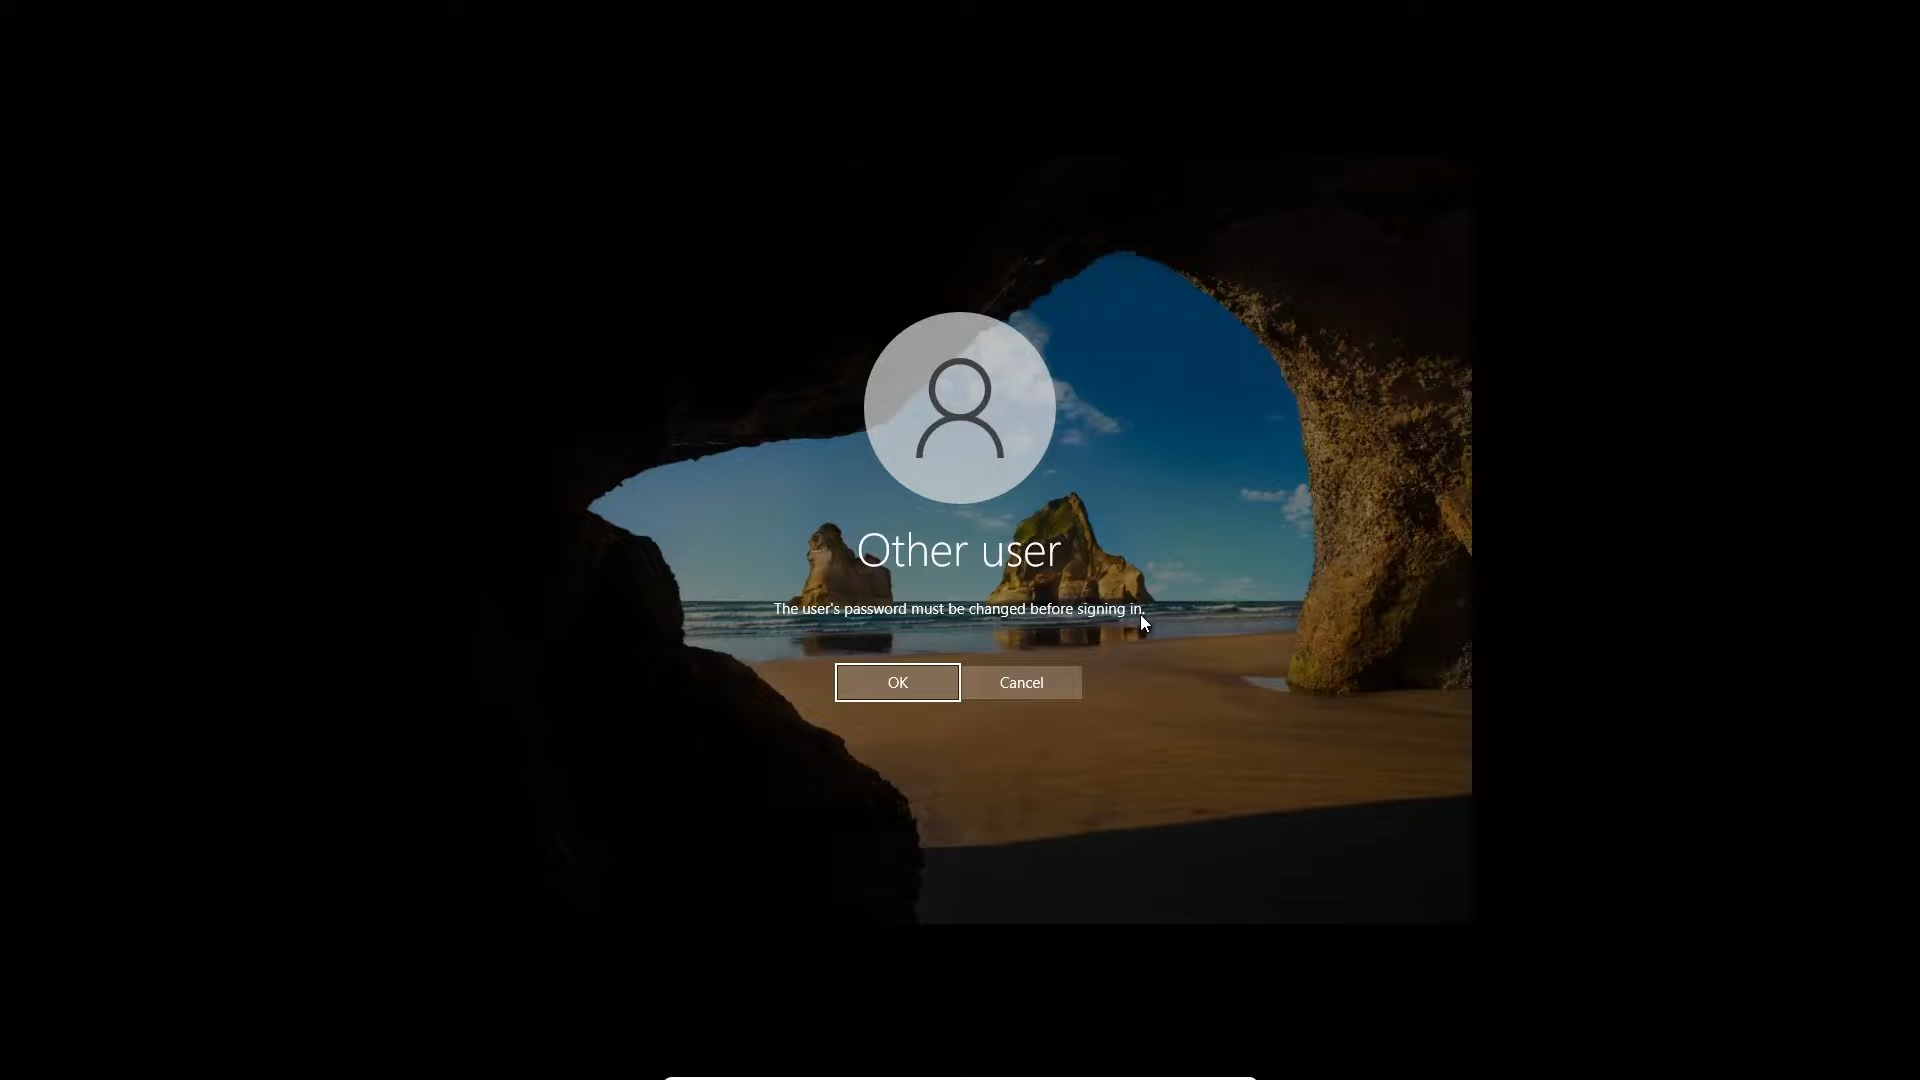 Other user
The user's password must be changed before signing in.
OK
Cancel